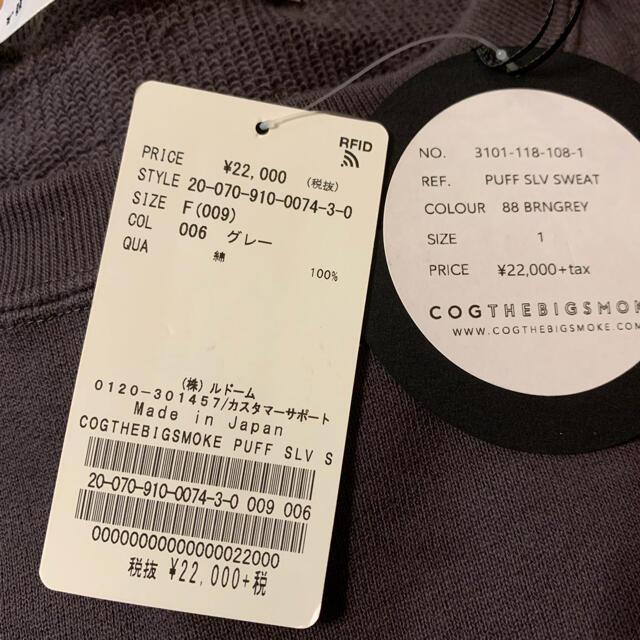 RFID
PRICE ¥22,000 (税抜)
STYLE 20-070-910-0074-3-0
SIZE F(009)
COL 006 グレー
QUA 綿 100%
(株)ルドーム
0120-301457/カスタマーサポート
Made in Japan
COGTHEBIGSMOKE PUFF SLV S
20-070-910-0074-3-0 009 006
00000000000000022000
税抜 ¥22,000+税
NO. 3101-118-108-1
REF. PUFF SLV SWEAT
COLOUR 88 BRNGREY
SIZE 1
PRICE ¥22,000+tax
COGTHEBIGSMOKE
WWW.COGTHEBIGSMOKE.COM